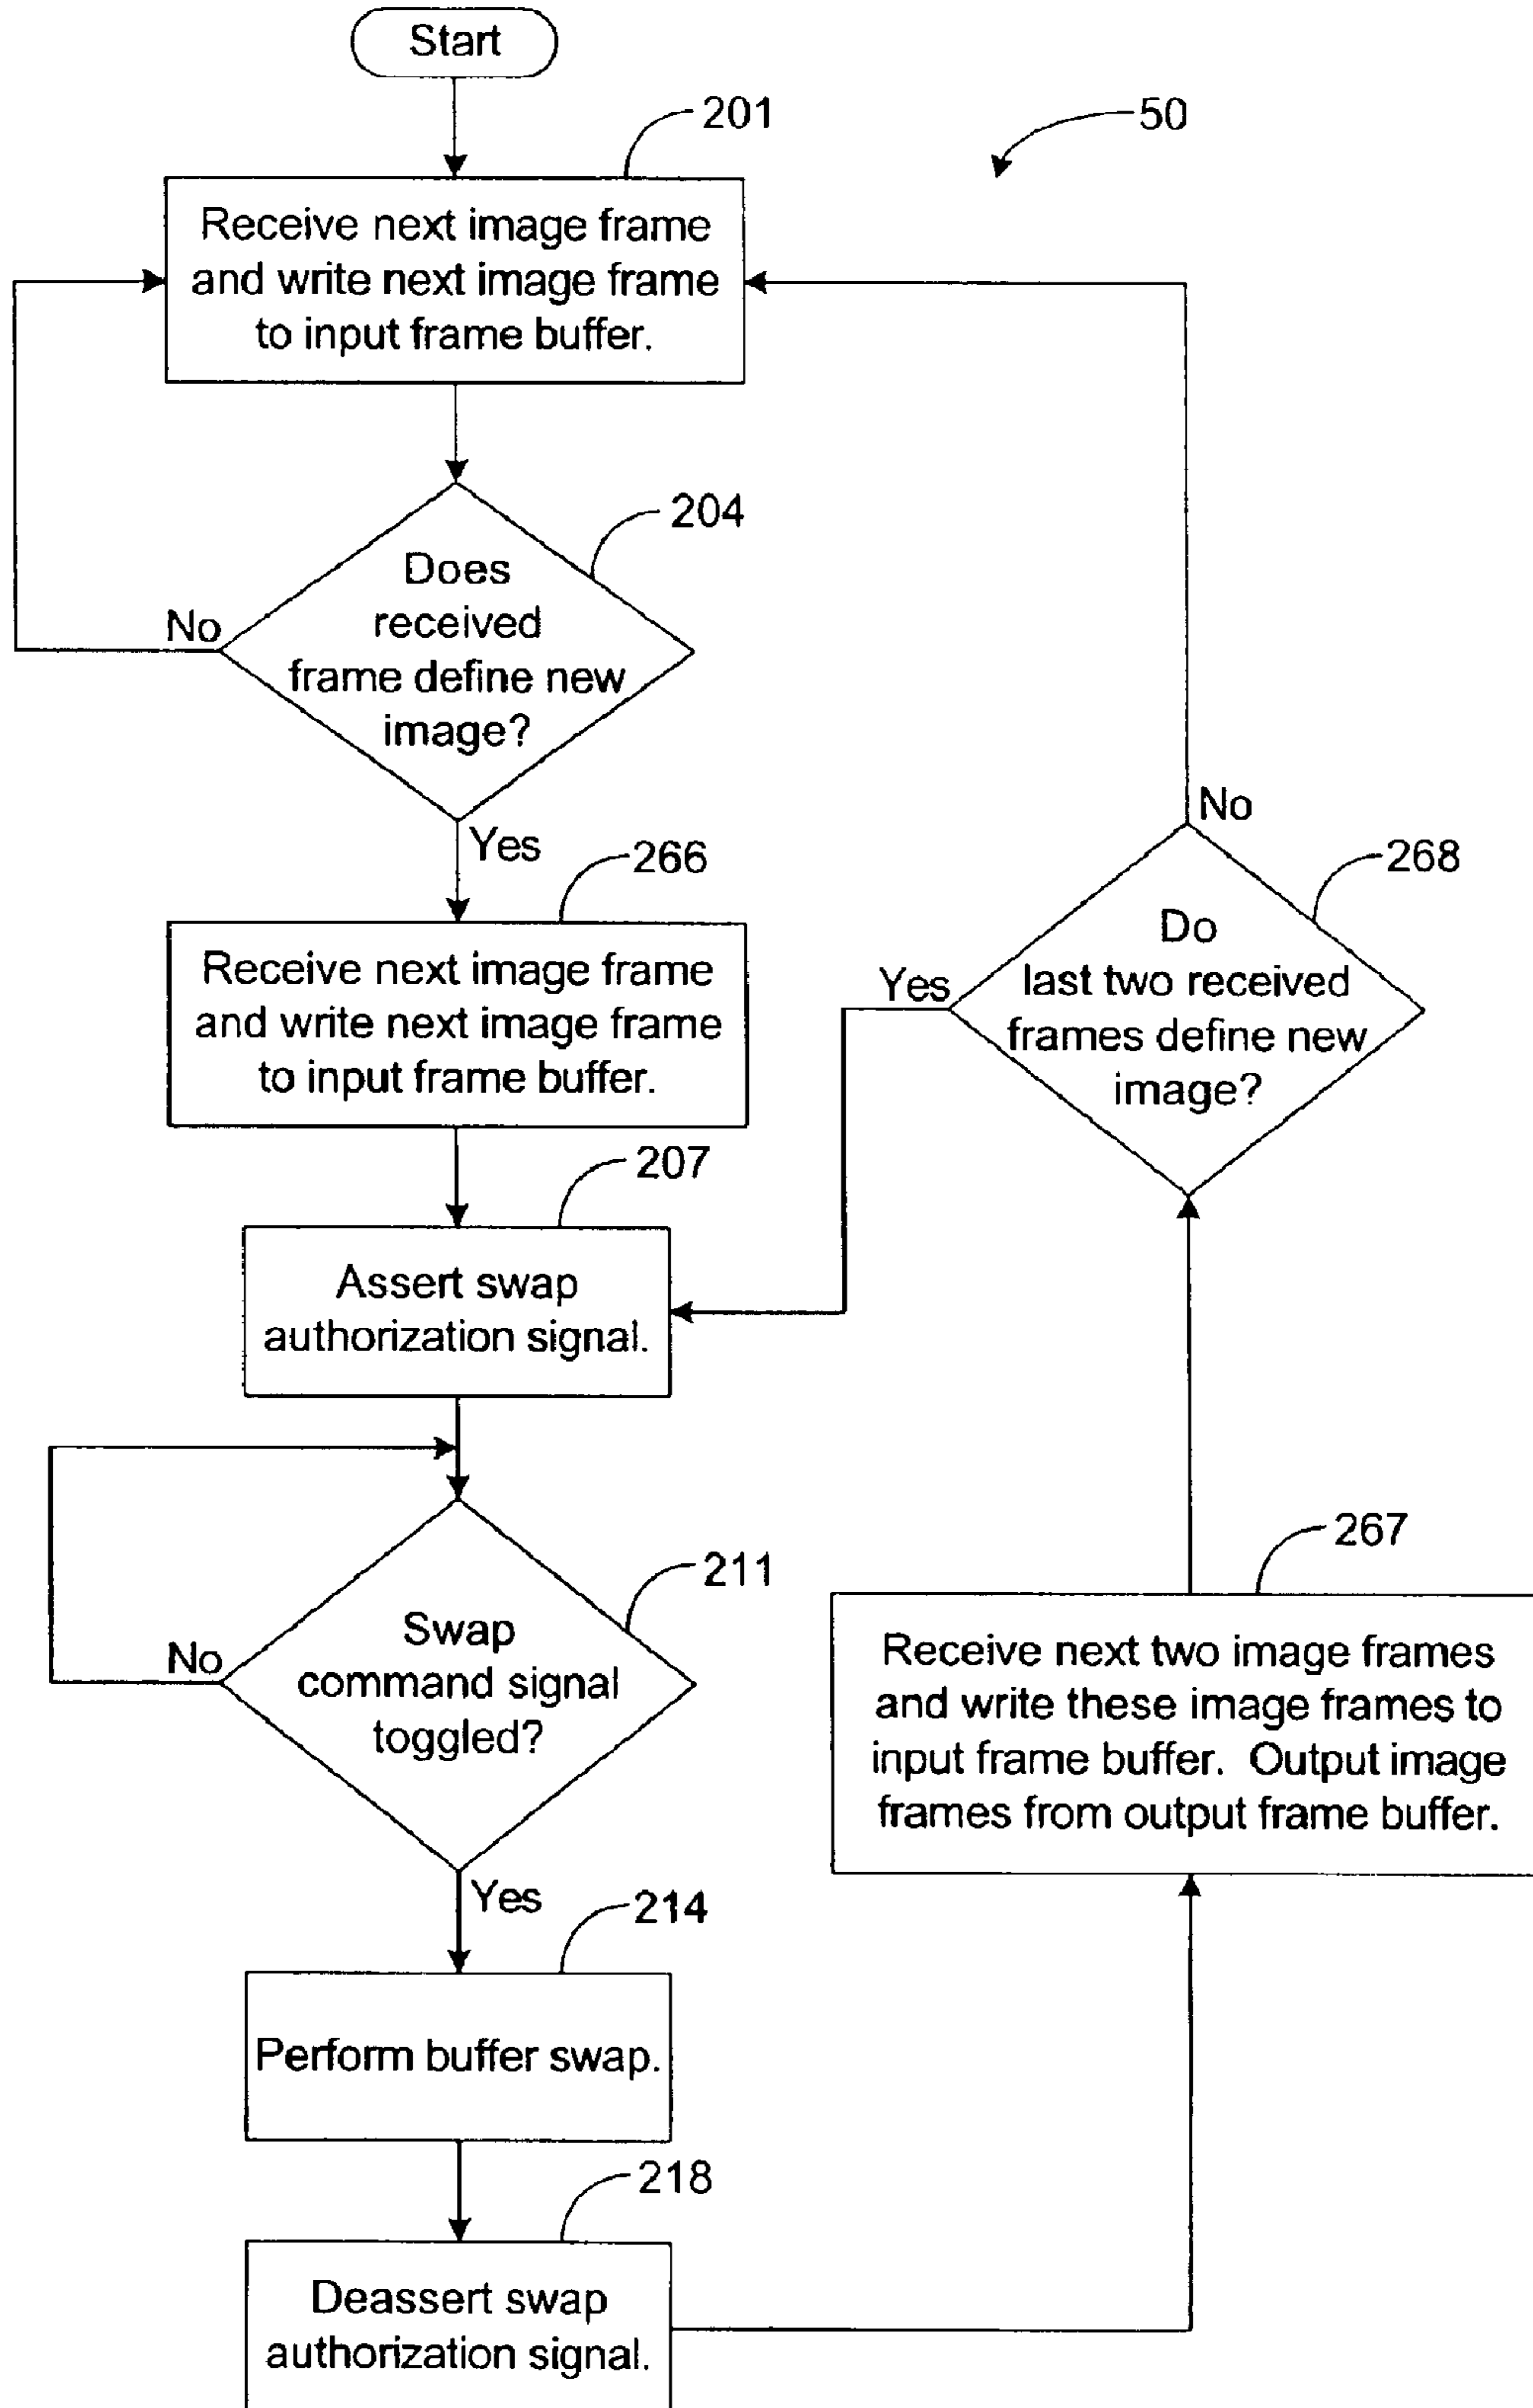 Start
201
50
Receive next image frame
and write next image frame
to input frame buffer.
204
Does
received
frame define new
image?
No
Yes
266
Receive next image frame
and write next image frame
to input frame buffer.
207
Assert swap
authorization signal.
211
Swap
command signal
toggled?
No
Yes
214
Perform buffer swap.
218
Deassert swap
authorization signal.
267
Receive next two image frames
and write these image frames to
input frame buffer. Output image
frames from output frame buffer.
268
Do
last two received
frames define new
image?
Yes
No